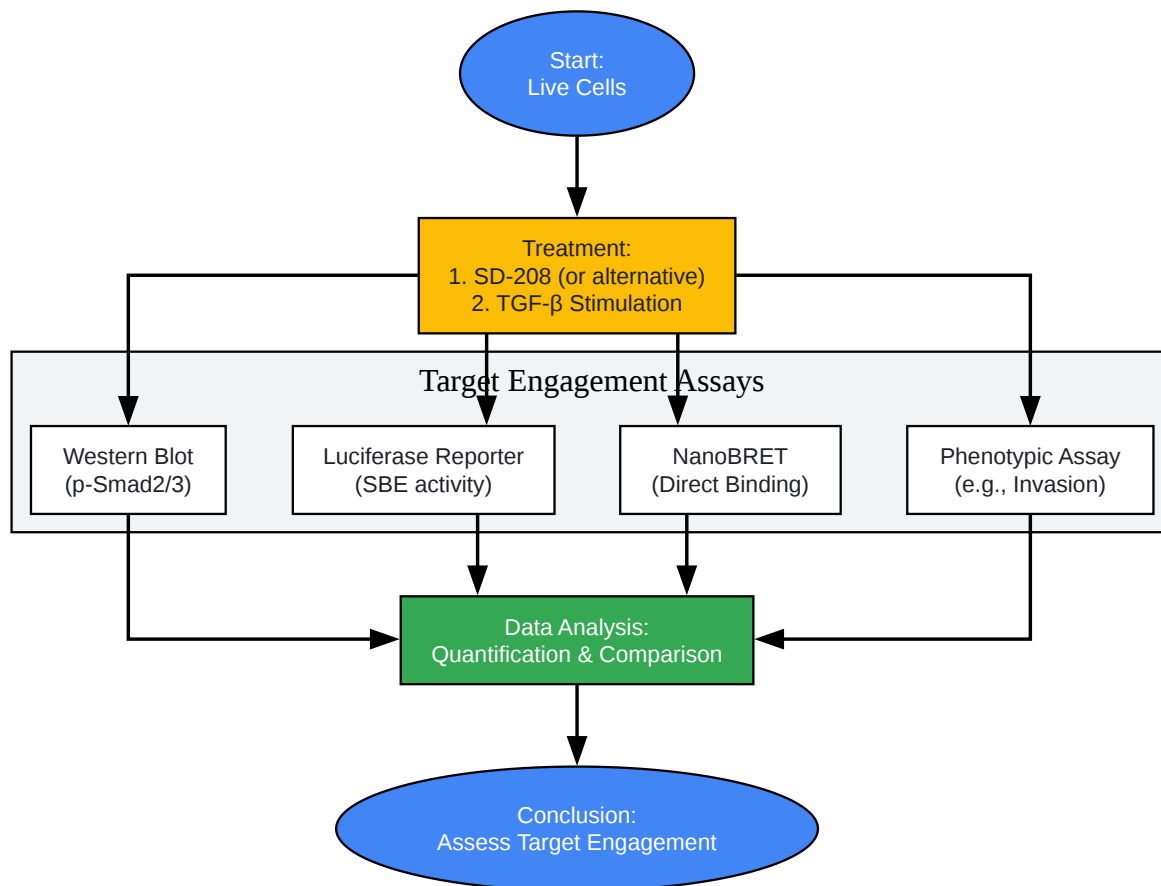 Start:
Live Cells
Treatment:
1. SD-208 (or alternative)
2. TGF-β Stimulation
Target Engagement Assays
Western Blot
(p-Smad2/3)
Luciferase Reporter
(SBE activity)
NanoBRET
(Direct Binding)
Phenotypic Assay
(e.g., Invasion)
Data Analysis:
Quantification & Comparison
Conclusion:
Assess Target Engagement